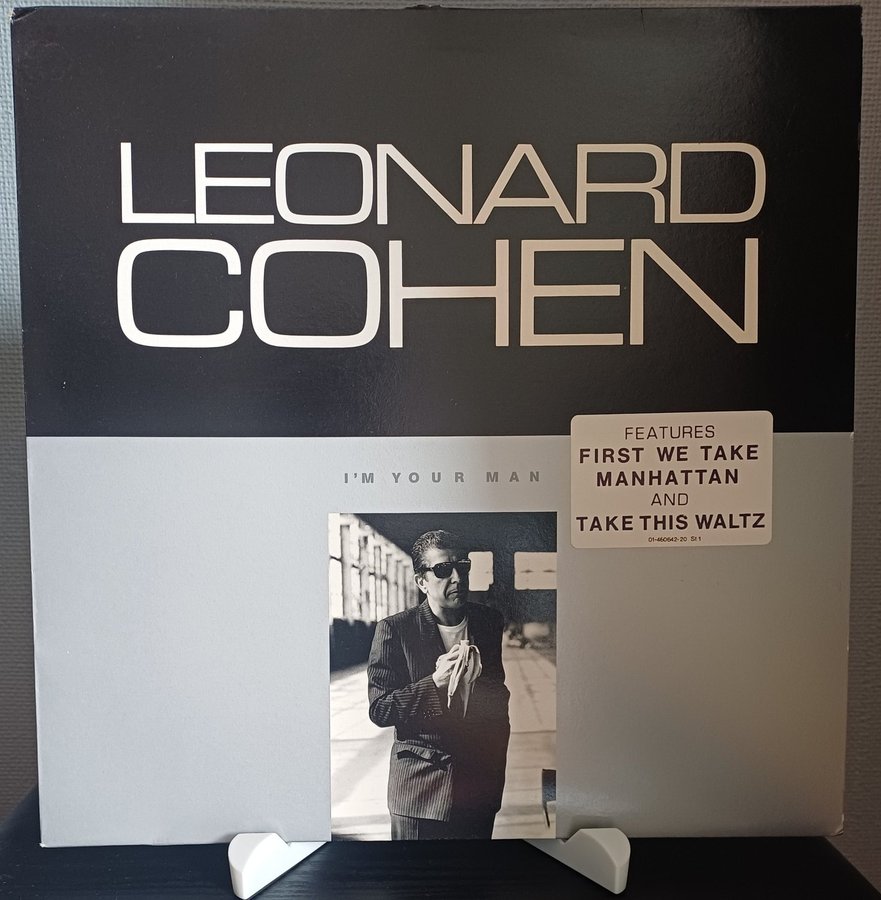 LEONARD
COHEN
I'M YOUR MAN
FEATURES
FIRST WE TAKE
MANHATTAN
AND
TAKE THIS WALTZ
01-460642-20 St 1